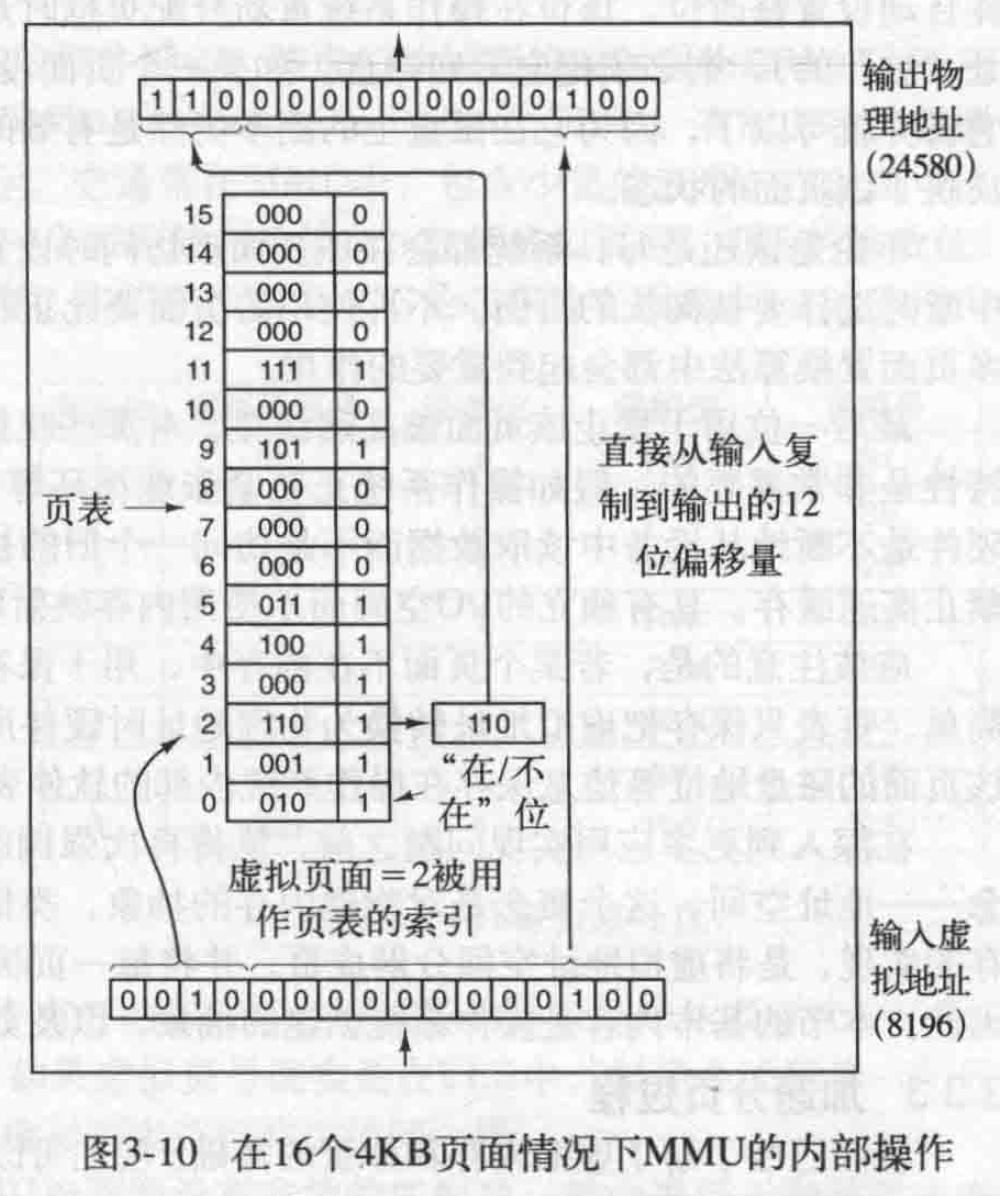 输出物
理地址
(24580)
1 1 0 0 0 0 0 0 0 0 0 0 1 0 0
15 000 0
14 000 0
13 000 0
12 000 0
11 111 1
10 000 0
9 101 1
8 000 0
7 000 0
6 000 0
5 011 1
4 100 1
3 000 1
2 110 1
1 001 1
0 010 1
页表
110
“在/不
在”位
直接从输入复
制到输出的12
位偏移量
虚拟页面=2被用
作页表的索引
0 0 1 0 0 0 0 0 0 0 0 0 0 1 0 0
输入虚
拟地址
(8196)
图3-10 在16个4KB页面情况下MMU的内部操作